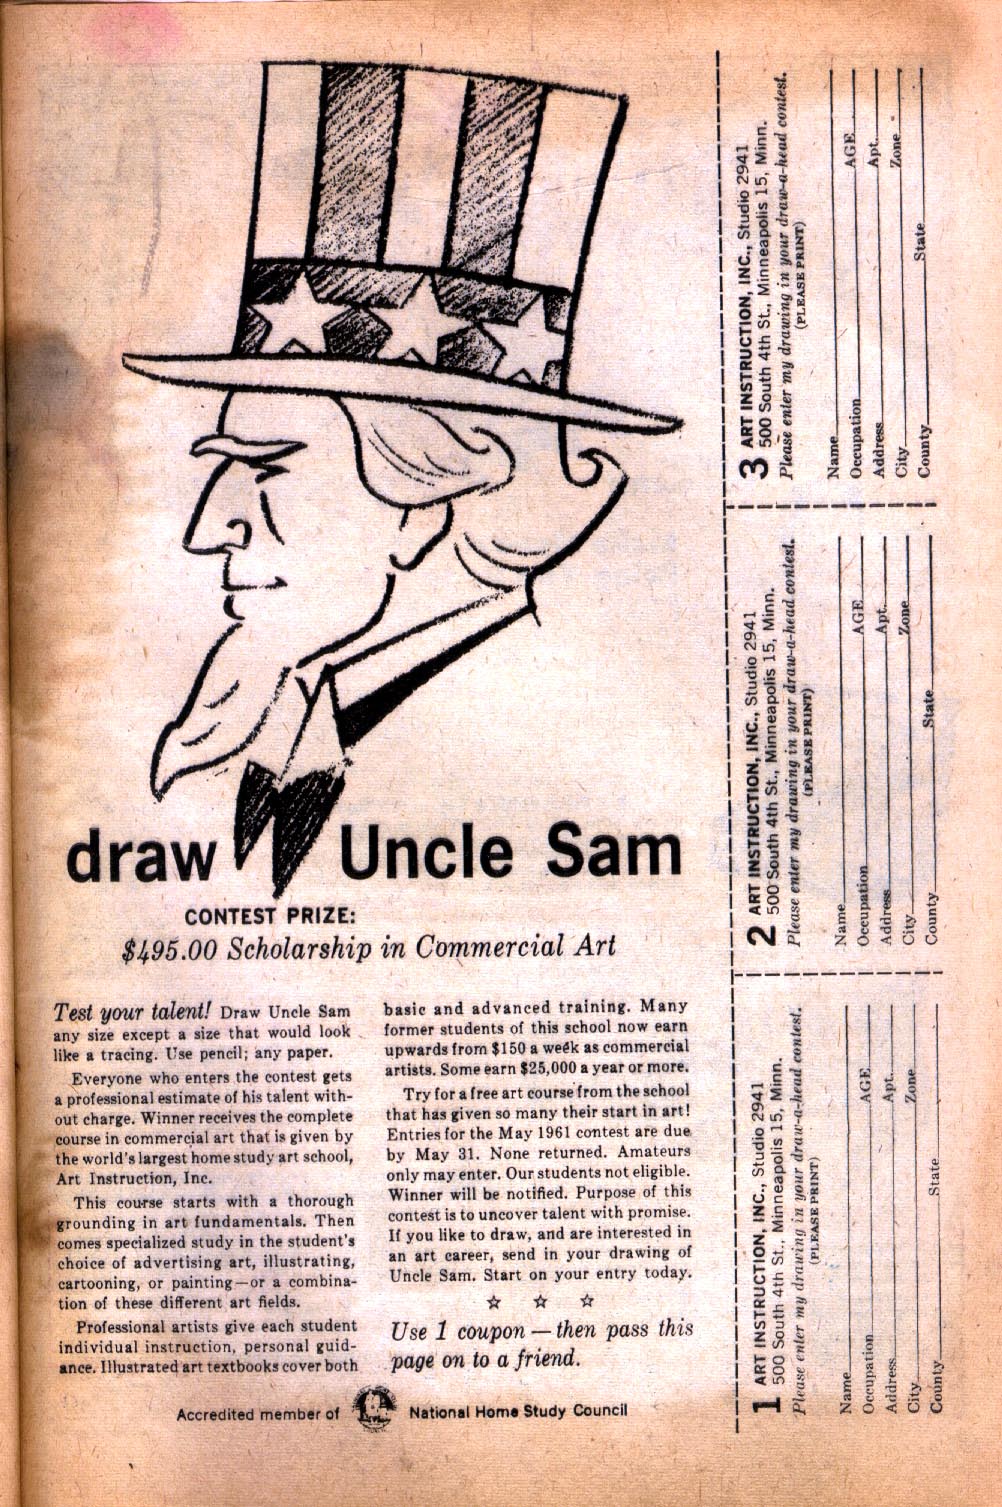 draw Uncle Sam
CONTEST PRIZE:
$495.00 Scholarship in Commercial Art
Test your talent! Draw Uncle Sam
any size except a size that would look
like a tracing. Use pencil; any paper.
Everyone who enters the contest gets
a professional estimate of his talent with-
out charge. Winner receives the complete
course in commercial art that is given by
the world's largest home study art school,
Art Instruction, Inc.
This course starts with a thorough
grounding in art fundamentals. Then
comes specialized study in the student's
choice of advertising art, illustrating,
cartooning, or painting—or a combina-
tion of these different art fields.
Professional artists give each student
individual instruction, personal guid-
ance. Illustrated art textbooks cover both
basic and advanced training. Many
former students of this school now earn
upwards from $150 a week as commercial
artists. Some earn $25,000 a year or more.
Try for a free art course from the school
that has given so many their start in art!
Entries for the May 1961 contest are due
by May 31. None returned. Amateurs
only may enter. Our students not eligible.
Winner will be notified. Purpose of this
contest is to uncover talent with promise.
If you like to draw, and are interested in
an art career, send in your drawing of
Uncle Sam. Start on your entry today.
☆ ☆ ☆
Use 1 coupon — then pass this
page on to a friend.
Accredited member of National Home Study Council
1 ART INSTRUCTION, INC., Studio 2941
500 South 4th St., Minneapolis 15, Minn.
Please enter my drawing in your draw-a-head contest.
(PLEASE PRINT)
Name
Occupation AGE
Address Apt.
City Zone
County State
2 ART INSTRUCTION, INC., Studio 2941
500 South 4th St., Minneapolis 15, Minn.
Please enter my drawing in your draw-a-head contest.
(PLEASE PRINT)
Name
Occupation AGE
Address Apt.
City Zone
County State
3 ART INSTRUCTION, INC., Studio 2941
500 South 4th St., Minneapolis 15, Minn.
Please enter my drawing in your draw-a-head contest.
(PLEASE PRINT)
Name
Occupation AGE
Address Apt.
City Zone
County State